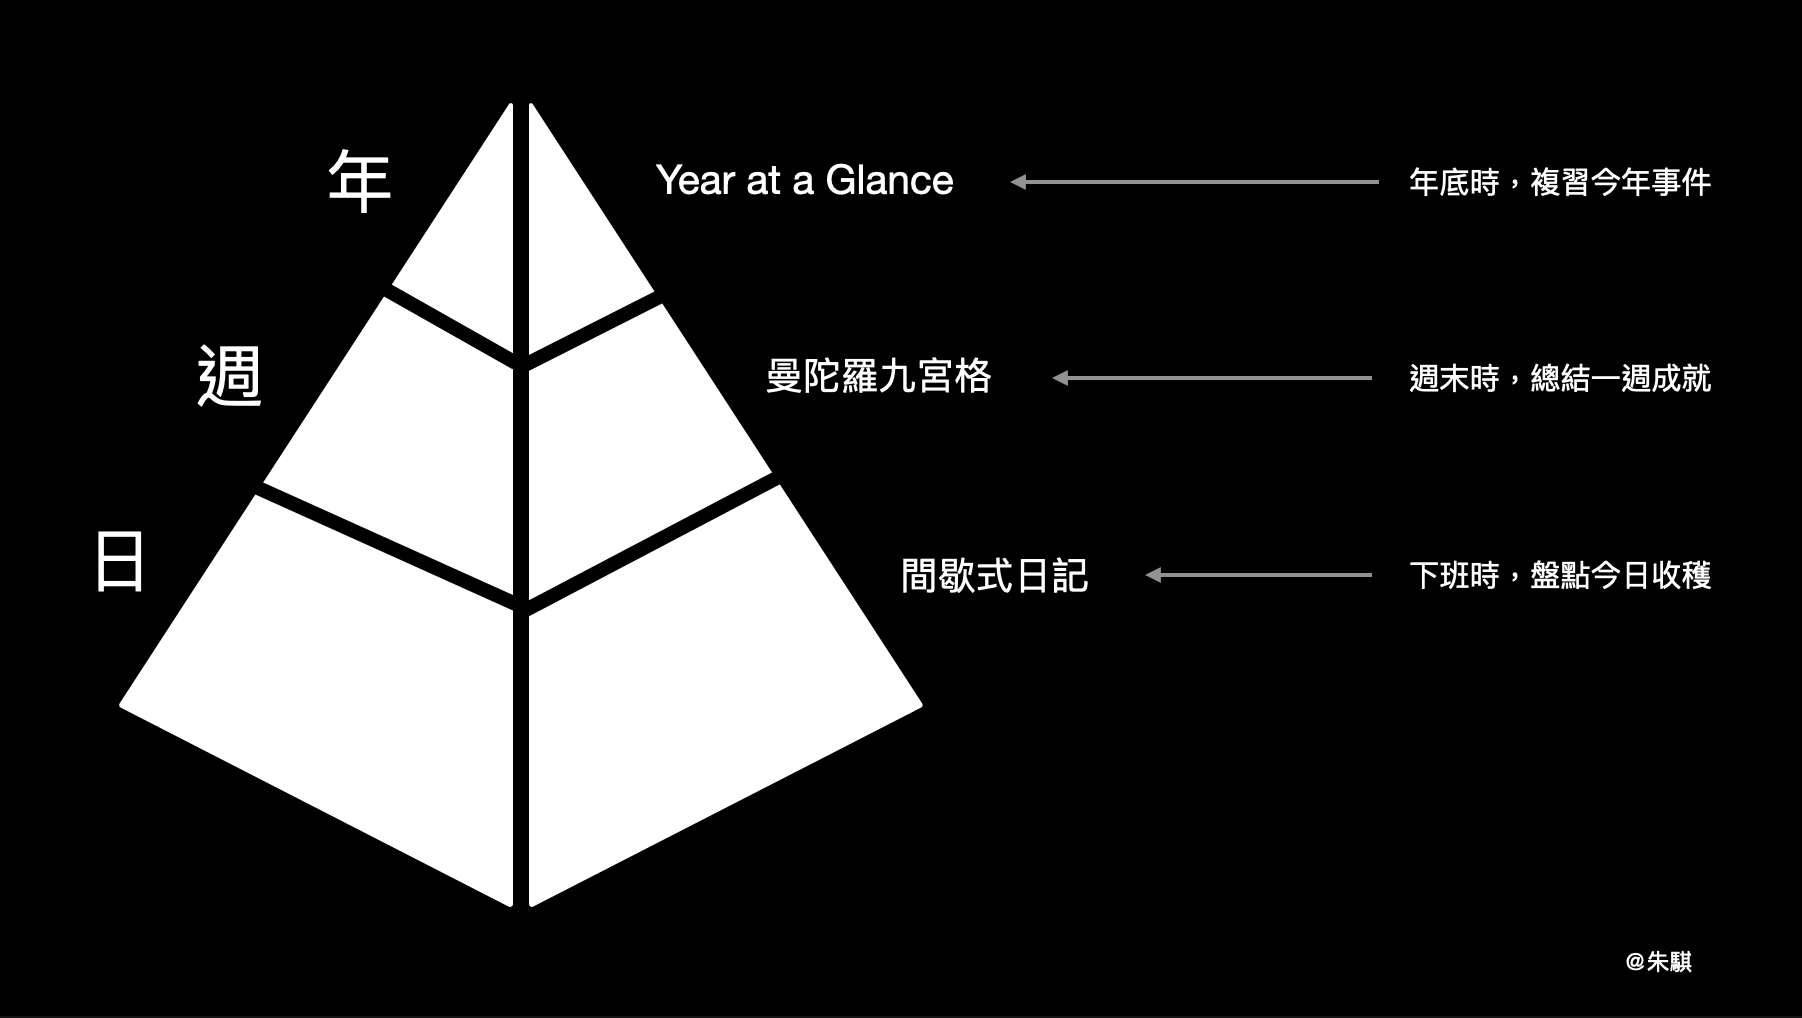 年
Year at a Glance
年底時，複習今年事件
週
曼陀羅九宮格
週末時，總結一週成就
日
間歇式日記
下班時，盤點今日收穫
@朱騏